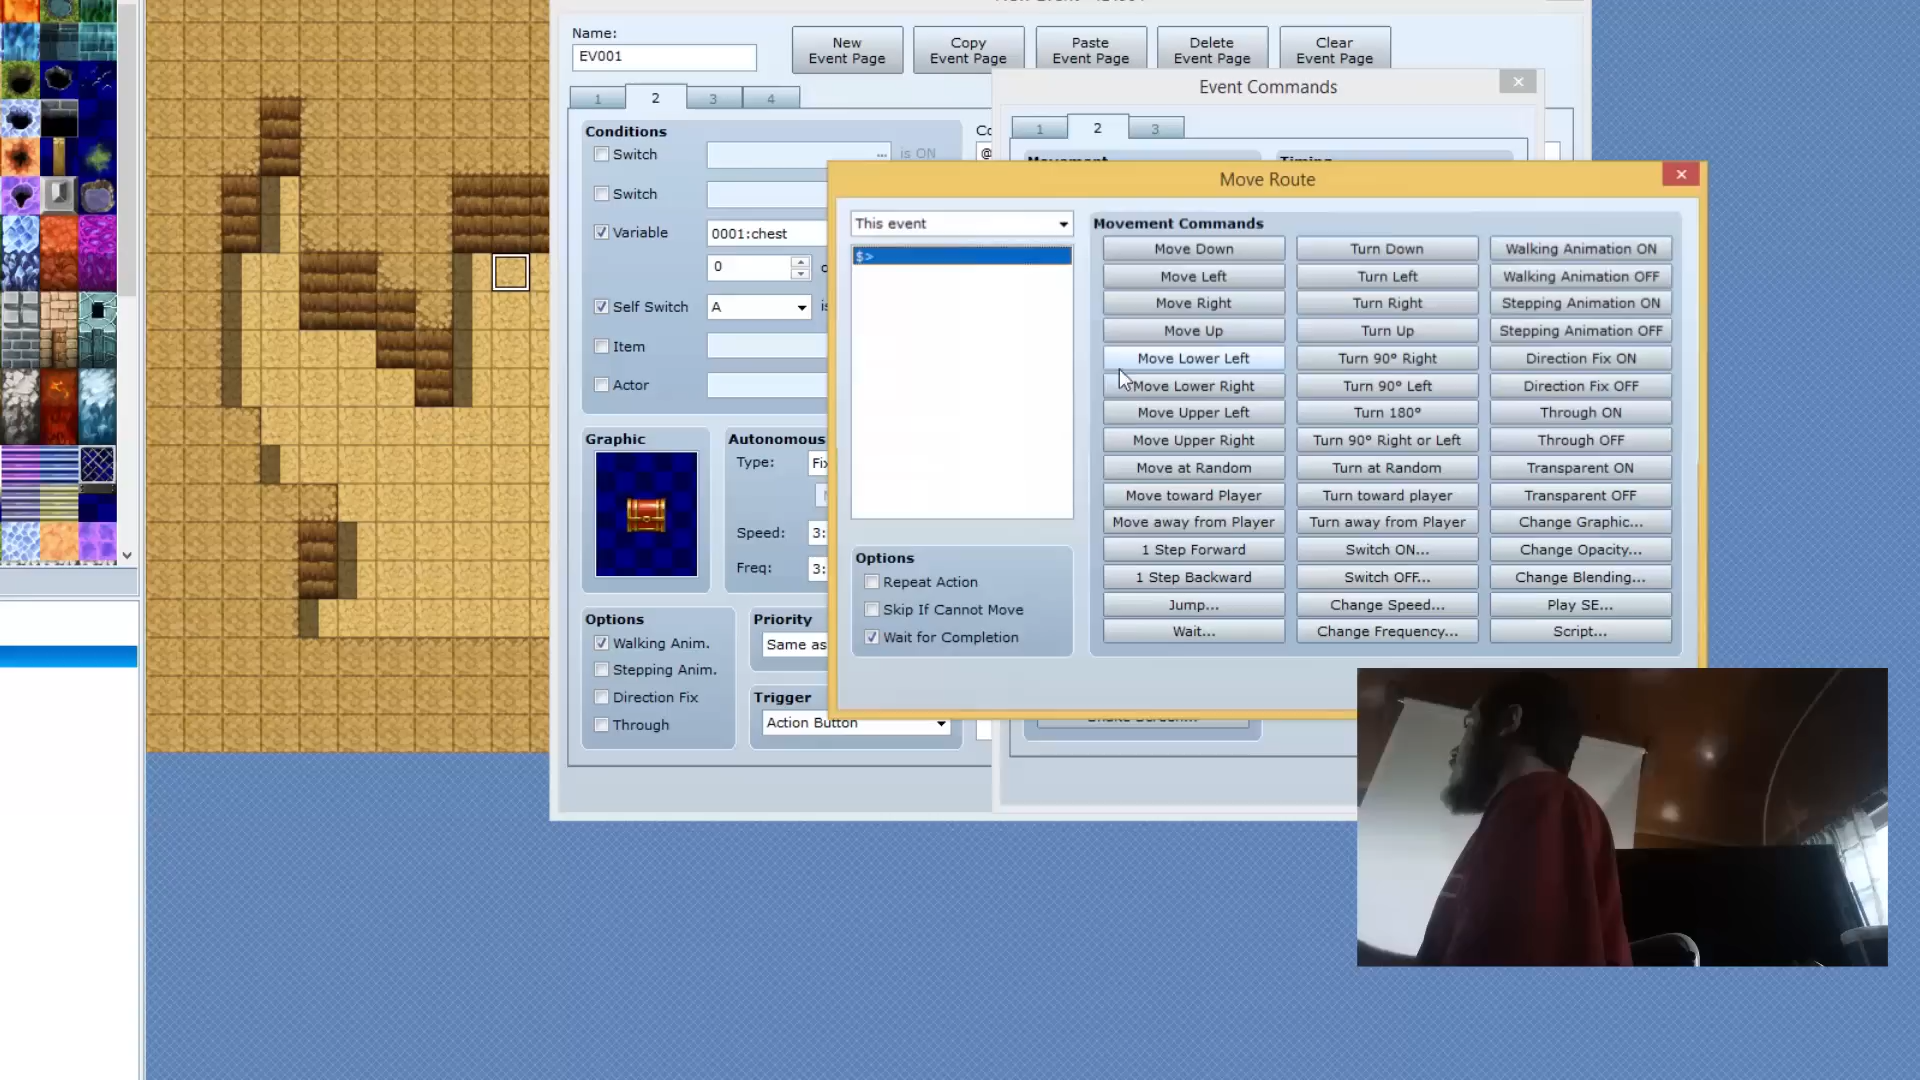 Name:
EV001
New
Event Page
Copy
Event Page
Paste
Event Page
Delete
Event Page
Clear
Event Page
1 2 3 4
Conditions
Switch ... is ON
Switch
Variable 0001:chest
0
Self Switch A
Item
Actor
Graphic
Autonomous
Type:
Speed: 3:
Freq: 3:
Options
Walking Anim.
Stepping Anim.
Direction Fix
Through
Priority
Same as
Trigger
Action Button
Event Commands
1 2 3
Move Route
This event
$>
Options
Repeat Action
Skip If Cannot Move
Wait for Completion
Movement Commands
Move Down Turn Down Walking Animation ON
Move Left Turn Left Walking Animation OFF
Move Right Turn Right Stepping Animation ON
Move Up Turn Up Stepping Animation OFF
Move Lower Left Turn 90° Right Direction Fix ON
Move Lower Right Turn 90° Left Direction Fix OFF
Move Upper Left Turn 180° Through ON
Move Upper Right Turn 90° Right or Left Through OFF
Move at Random Turn at Random Transparent ON
Move toward Player Turn toward player Transparent OFF
Move away from Player Turn away from Player Change Graphic...
1 Step Forward Switch ON... Change Opacity...
1 Step Backward Switch OFF... Change Blending...
Jump... Change Speed... Play SE...
Wait... Change Frequency... Script...